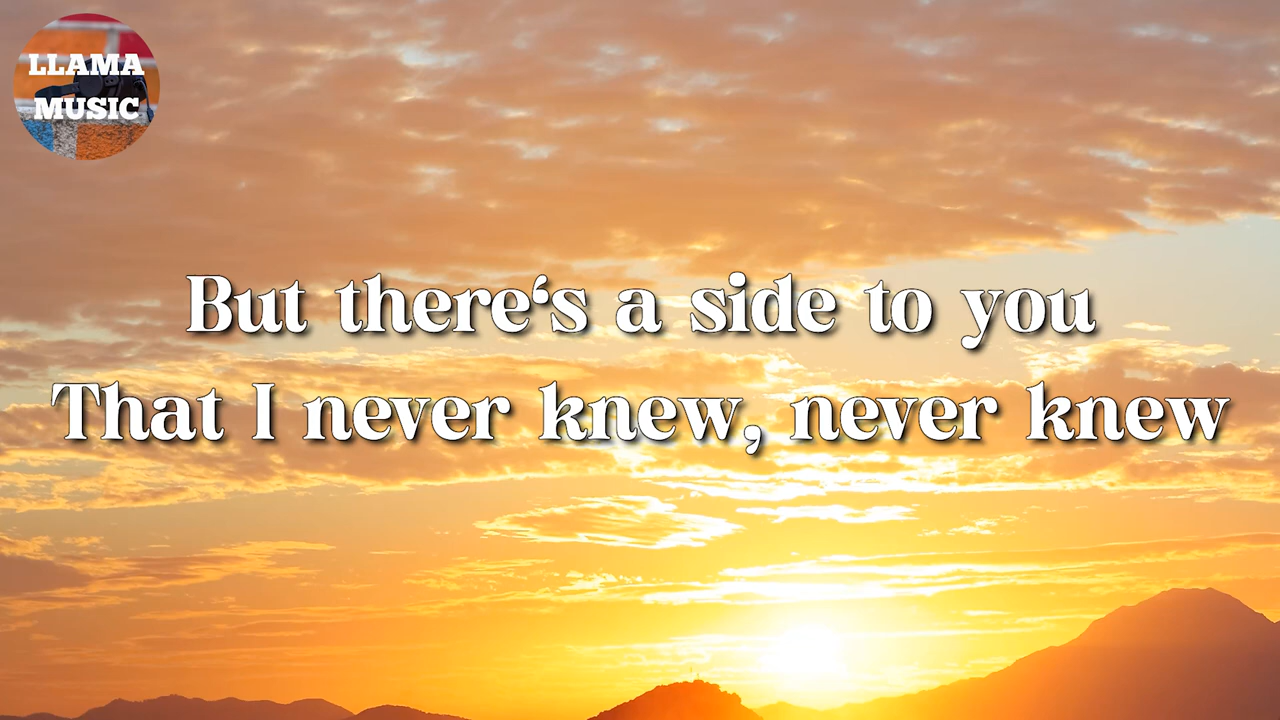 LLAMA
MUSIC
But there‘s a side to you
That I never knew, never knew